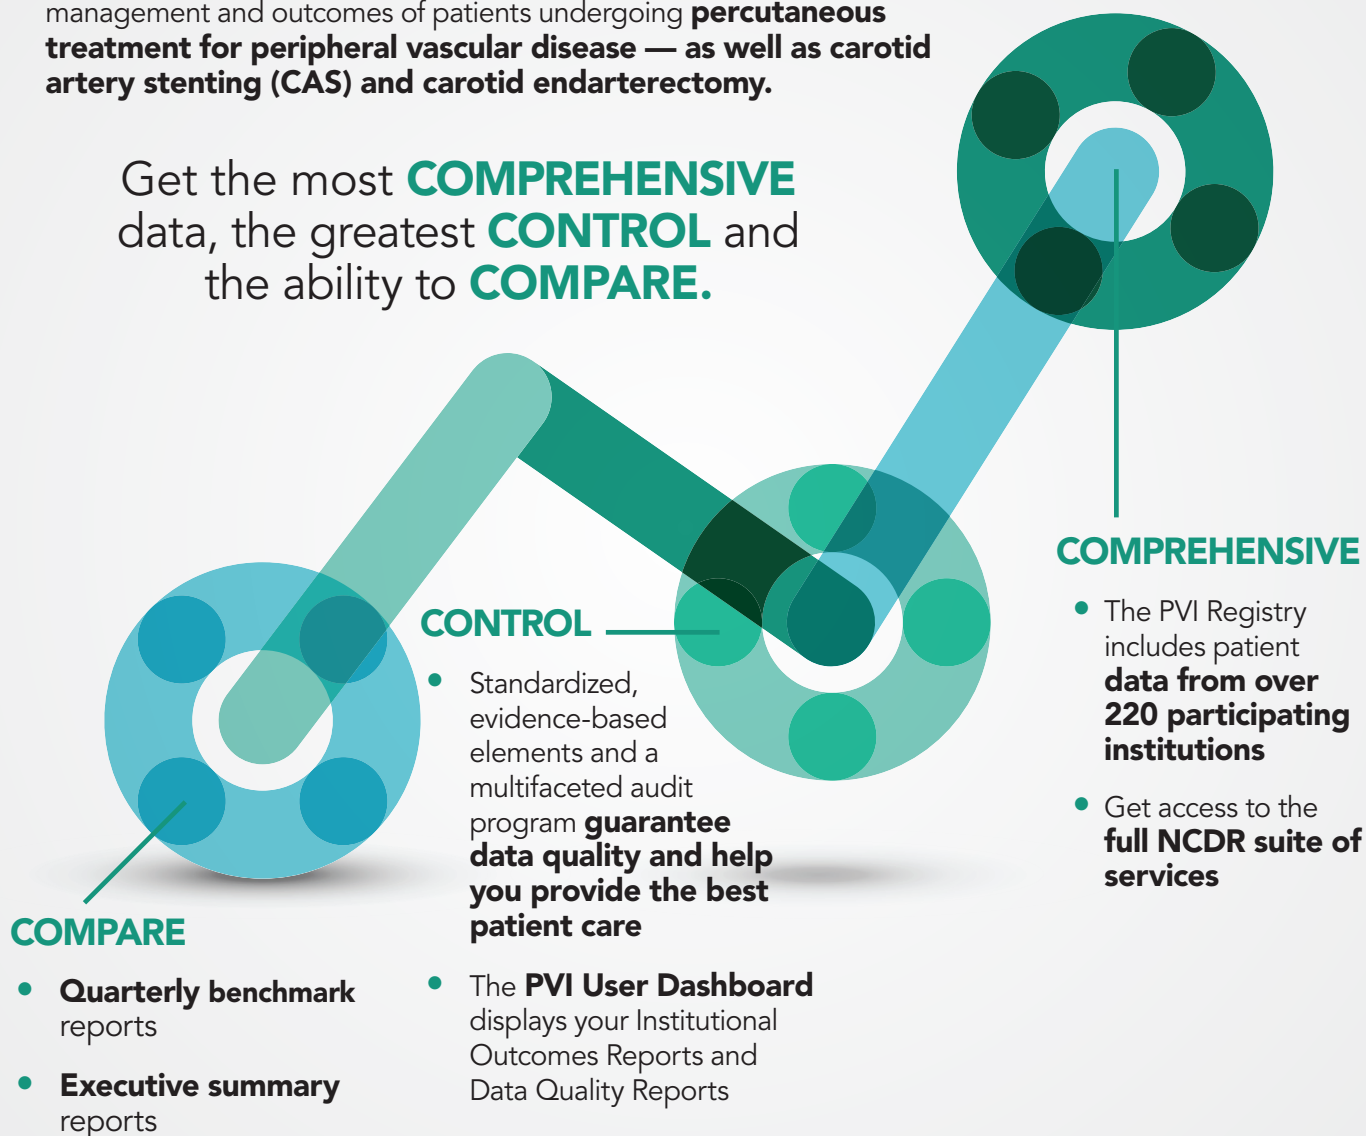 management and outcomes of patients undergoing percutaneous
treatment for peripheral vascular disease — as well as carotid
artery stenting (CAS) and carotid endarterectomy.
Get the most COMPREHENSIVE
data, the greatest CONTROL and
the ability to COMPARE.
COMPREHENSIVE
• The PVI Registry
includes patient
data from over
220 participating
institutions
• Get access to the
full NCDR suite of
services
CONTROL
• Standardized,
evidence-based
elements and a
multifaceted audit
program guarantee
data quality and help
you provide the best
patient care
• The PVI User Dashboard
displays your Institutional
Outcomes Reports and
Data Quality Reports
COMPARE
• Quarterly benchmark
reports
• Executive summary
reports